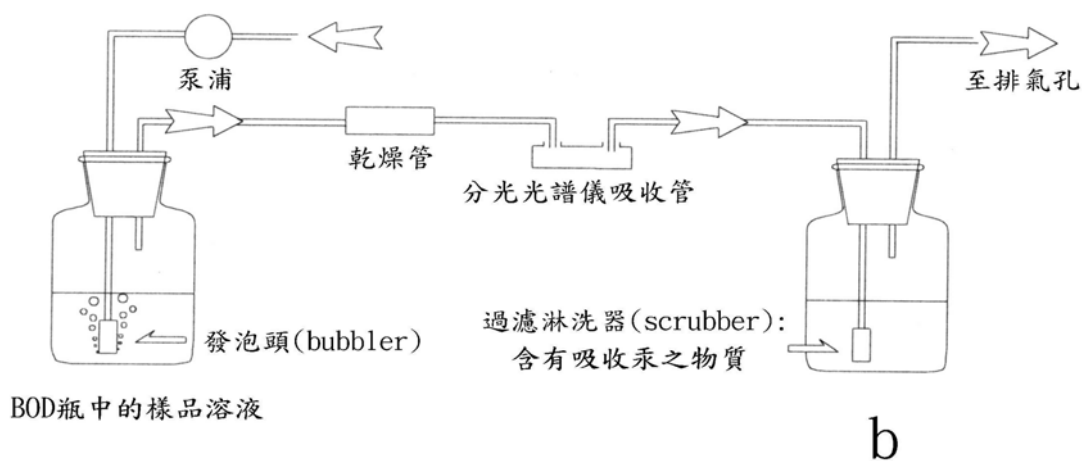 泵浦
至排氣孔
乾燥管
分光光譜儀吸收管
發泡頭(bubbler)
過濾淋洗器(scrubber):
含有吸收汞之物質
BOD瓶中的樣品溶液
b